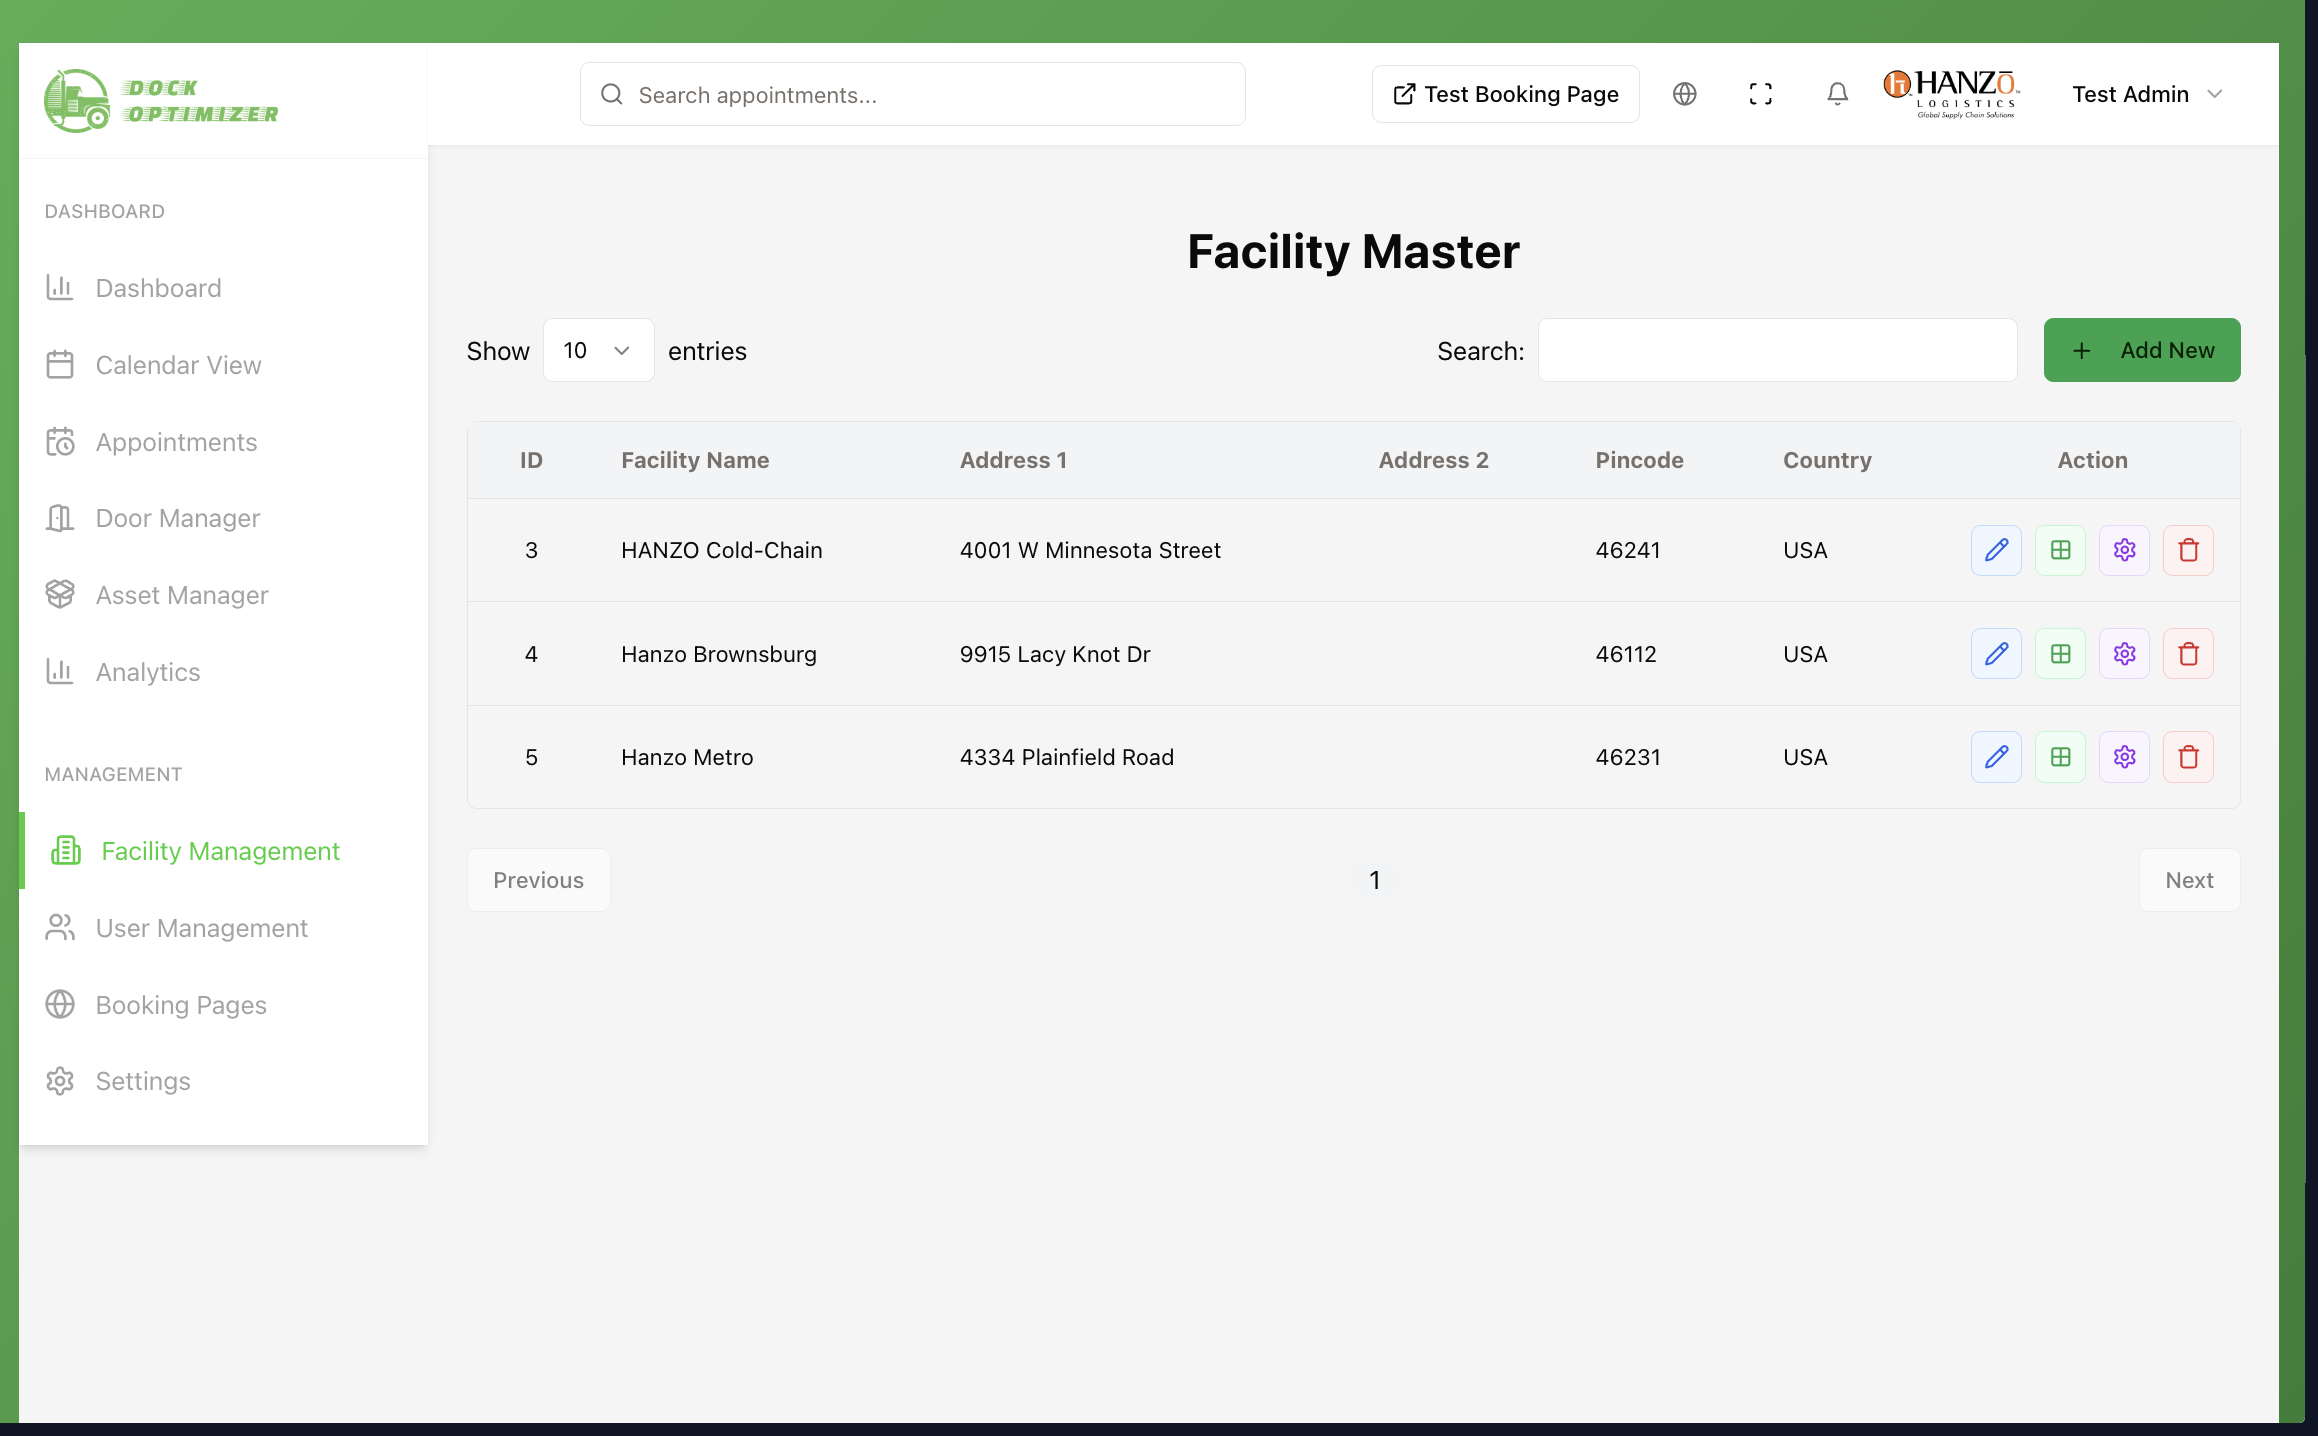 DOCK
OPTIMIZER
Search appointments...
Test Booking Page
HANZŌ
LOGISTICS
Global Supply Chain Solutions
Test Admin
DASHBOARD
Dashboard
Calendar View
Appointments
Door Manager
Asset Manager
Analytics
MANAGEMENT
Facility Management
User Management
Booking Pages
Settings
Facility Master
Show 10 entries
Search:
+ Add New
ID Facility Name Address 1 Address 2 Pincode Country Action
3 HANZO Cold-Chain 4001 W Minnesota Street 46241 USA
4 Hanzo Brownsburg 9915 Lacy Knot Dr 46112 USA
5 Hanzo Metro 4334 Plainfield Road 46231 USA
Previous 1 Next